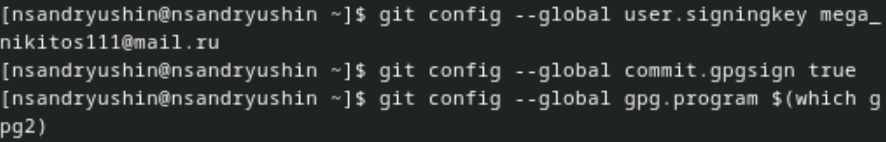 [nsandryushin@nsandryushin ~]$ git config --global user.signingkey mega_
nikitos111@mail.ru
[nsandryushin@nsandryushin ~]$ git config --global commit.gpgsign true
[nsandryushin@nsandryushin ~]$ git config --global gpg.program $(which g
pg2)